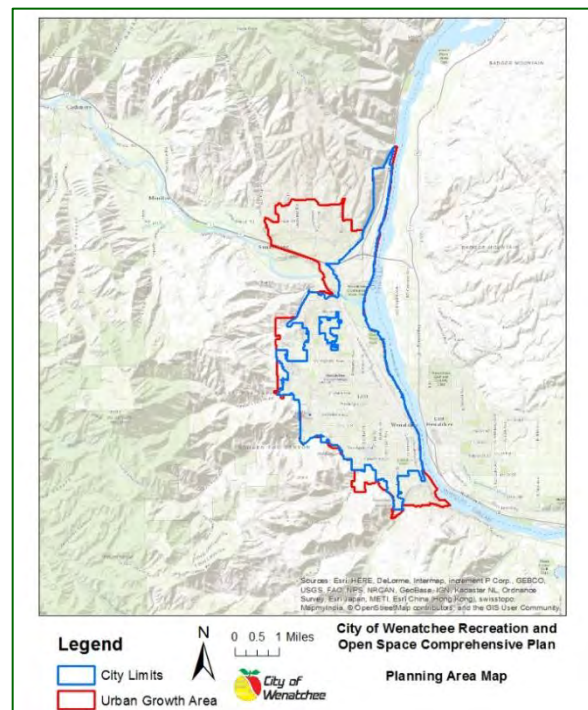 BADGER MOUNTAIN
Cashmere
Monitor
Wenatchee
Sources: Esri, HERE, DeLorme, Intermap, increment P Corp., GEBCO,
USGS, FAO, NPS, NRCAN, GeoBase, IGN, Kadaster NL, Ordnance
Survey, Esri Japan, METI, Esri China (Hong Kong), swisstopo,
MapmyIndia, © OpenStreetMap contributors, and the GIS User Community
Legend
City Limits
Urban Growth Area
N
0 0.5 1 Miles
City of
Wenatchee
City of Wenatchee Recreation and
Open Space Comprehensive Plan
Planning Area Map